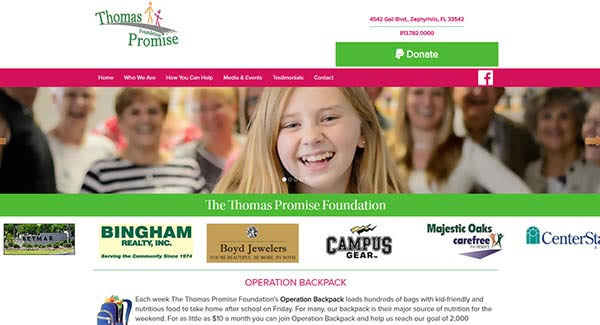 Thomas
Foundation
Promise
4542 Gall Blvd., Zephyrhills, FL 33542
813.782.0000
Donate
Home Who We Are How You Can Help Media & Events Testimonials Contact
The Thomas Promise Foundation
BETMAR
BINGHAM
REALTY, INC.
Serving the Community Since 1974
Boyd Jewelers
YOU'RE BEAUTIFUL. BE MORE. BY BOYD.
CAMPUS
GEAR
Majestic Oaks
carefree
RV RESORT
CenterSta
OPERATION BACKPACK
Each week The Thomas Promise Foundation's Operation Backpack loads hundreds of bags with kid-friendly and
nutritious food to take home after school on Friday. For many, our backpack is their major source of nutrition for the
weekend. For as little as $10 a month you can join Operation Backpack and help us reach our goal of 2,000